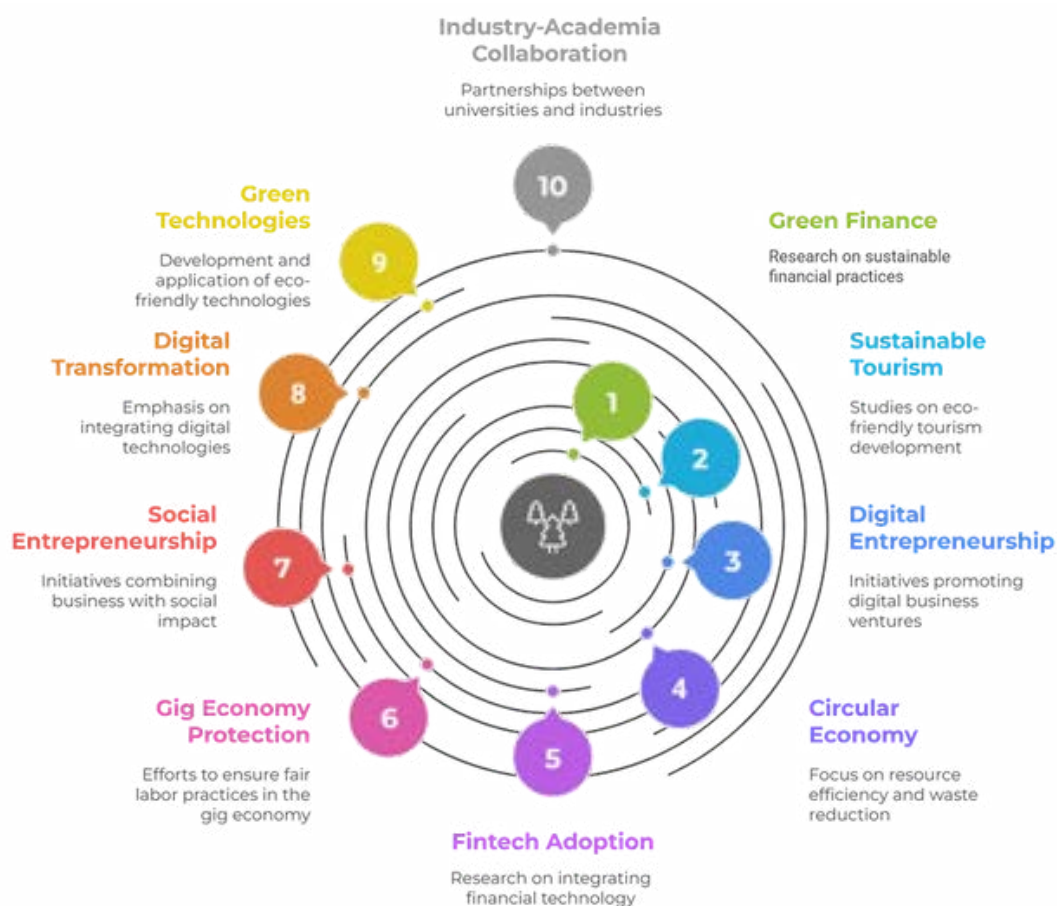 Industry-Academia
Collaboration
Partnerships between
universities and industries
10
Green
Technologies
Development and
application of eco-
friendly technologies
9
Green Finance
Research on sustainable
financial practices
1
Digital
Transformation
Emphasis on
integrating digital
technologies
8
Sustainable
Tourism
Studies on eco-
friendly tourism
development
2
Social
Entrepreneurship
Initiatives combining
business with social
impact
7
Digital
Entrepreneurship
Initiatives promoting
digital business
ventures
3
Gig Economy
Protection
Efforts to ensure fair
labor practices in the
gig economy
6
Circular
Economy
Focus on resource
efficiency and waste
reduction
4
5
Fintech Adoption
Research on integrating
financial technology